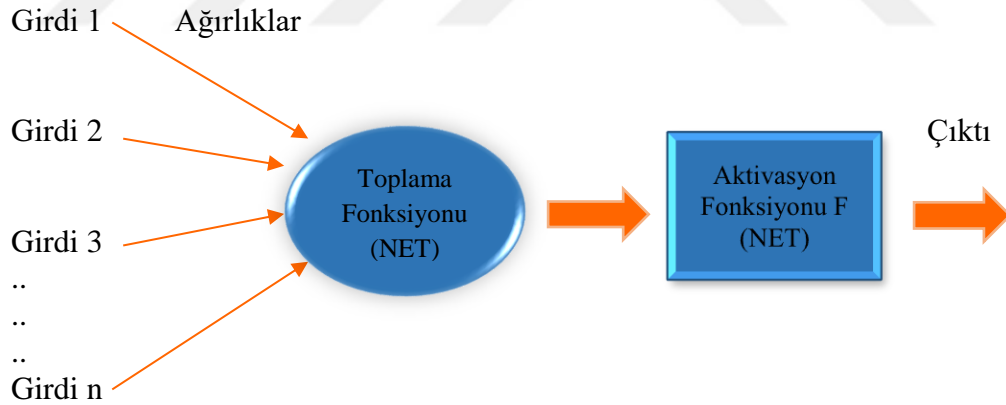 Girdi 1
Ağırlıklar
Girdi 2
Girdi 3
..
..
..
Girdi n
Toplama
Fonksiyonu
(NET)
Aktivasyon
Fonksiyonu F
(NET)
Çıktı